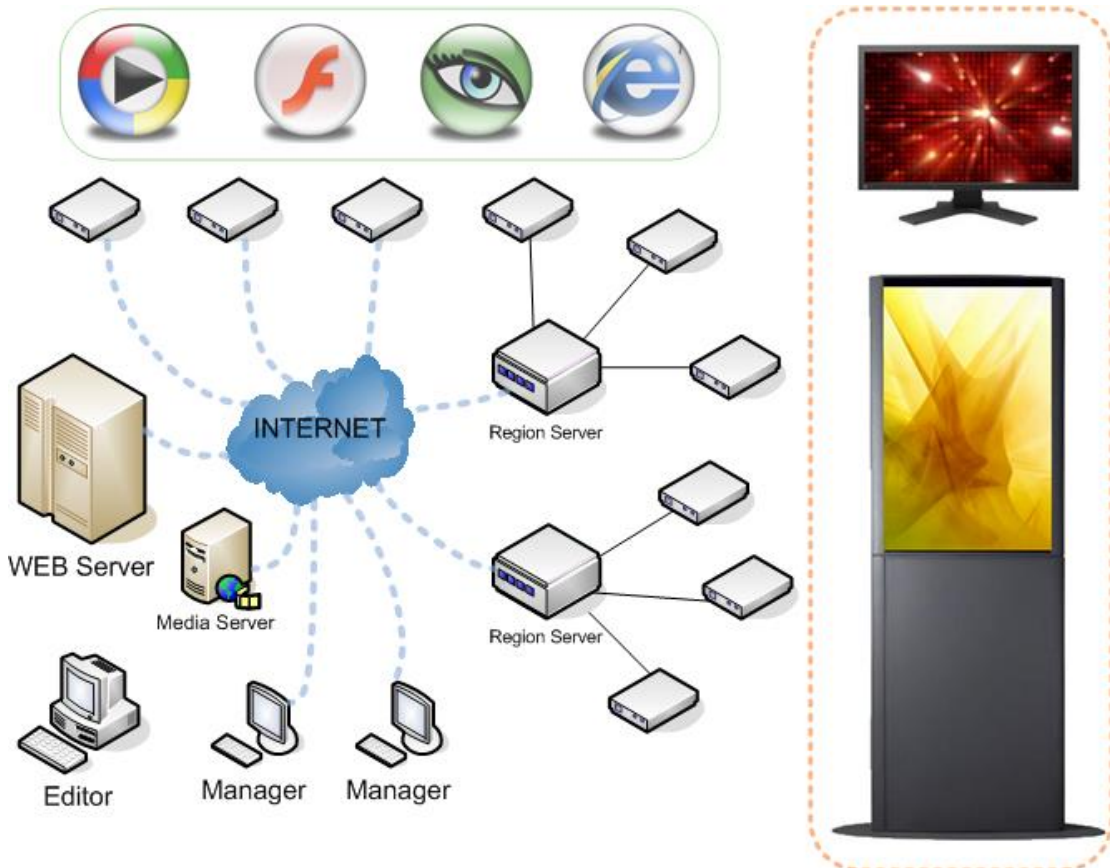 INTERNET
Region Server
WEB Server
Media Server
Region Server
Editor
Manager
Manager